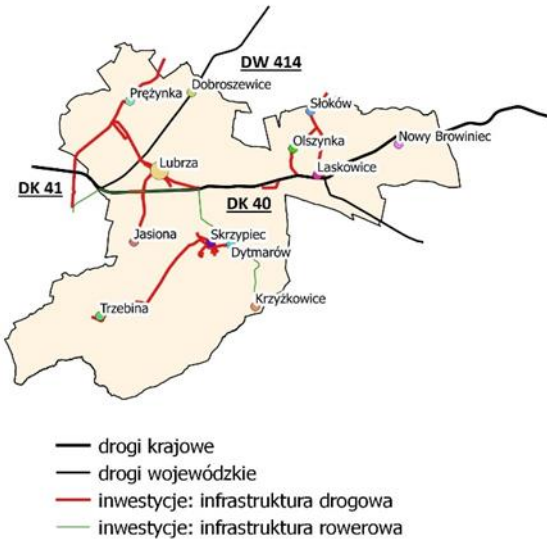 DW 414
Dobroszewice
Prężynka
Słoków
Olszynka
Nowy Browiniec
Lubrza
Laskowice
DK 41
DK 40
Jasiona
Skrzypiec
Dytmarów
Trzebina
Krzyżkowice
drogi krajowe
drogi wojewódzkie
inwestycje: infrastruktura drogowa
inwestycje: infrastruktura rowerowa